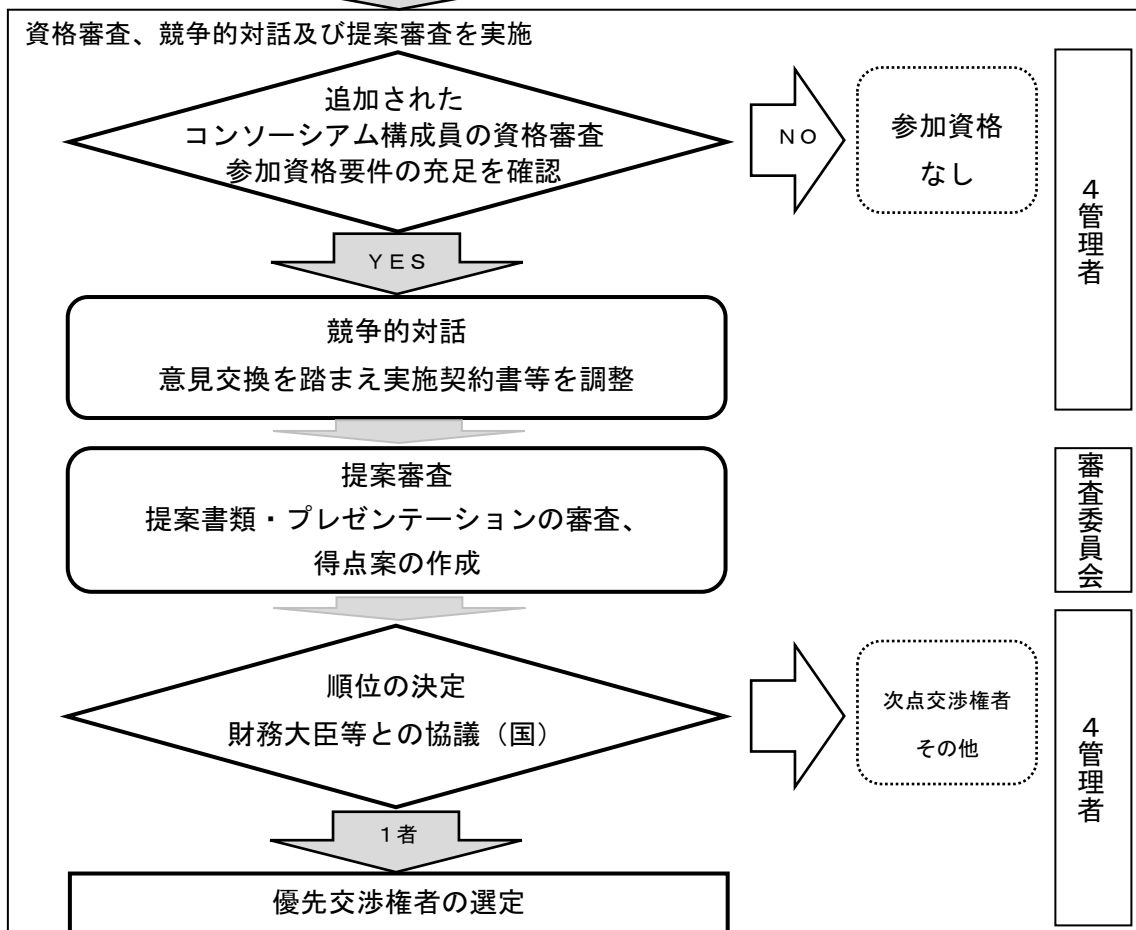 資格審査、競争的対話及び提案審査を実施
追加された
コンソーシアム構成員の資格審査
参加資格要件の充足を確認
ＮＯ
参加資格
なし
４管理者
ＹＥＳ
競争的対話
意見交換を踏まえ実施契約書等を調整
提案審査
提案書類・プレゼンテーションの審査、
得点案の作成
審査委員会
順位の決定
財務大臣等との協議（国）
次点交渉権者
その他
４管理者
１者
優先交渉権者の選定